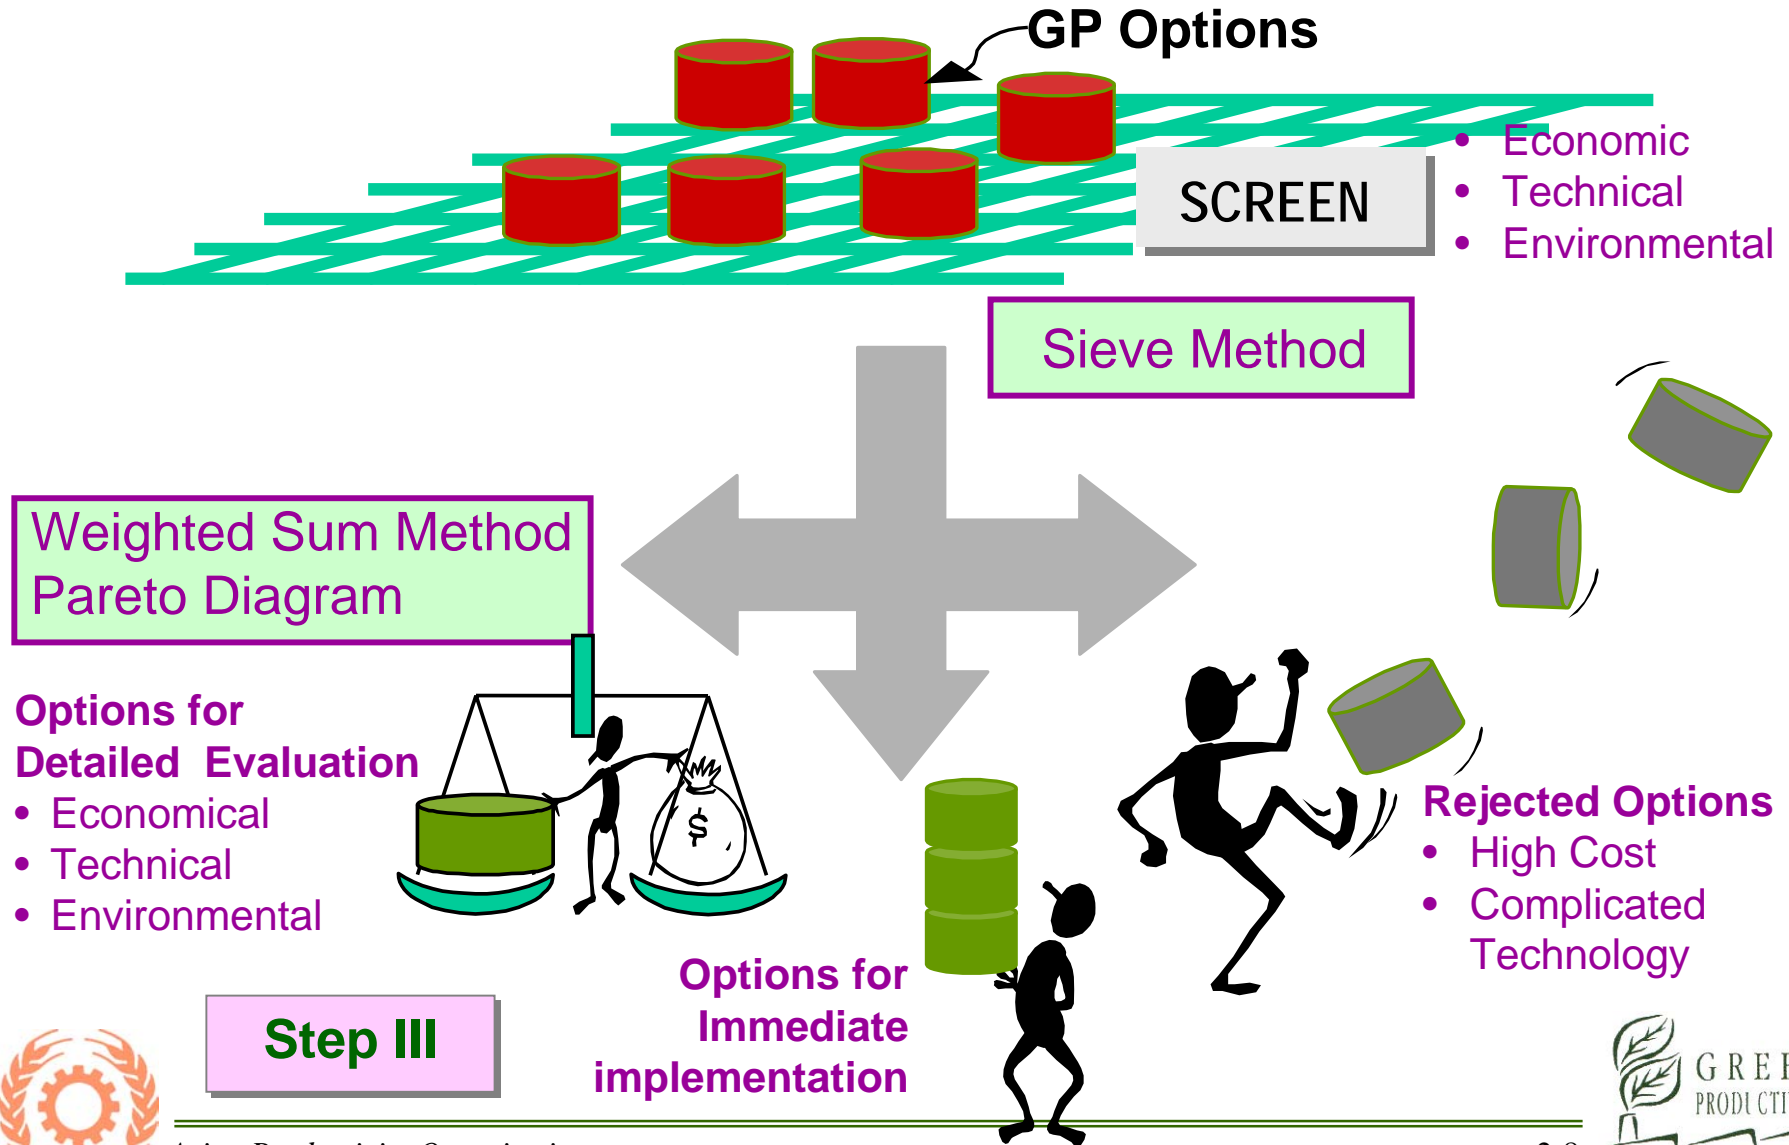 GP Options
SCREEN
• Economic
• Technical
• Environmental
Sieve Method
Weighted Sum Method
Pareto Diagram
Options for
Detailed Evaluation
• Economical
• Technical
• Environmental
$
Options for
Immediate
implementation
Rejected Options
• High Cost
• Complicated
Technology
Step III